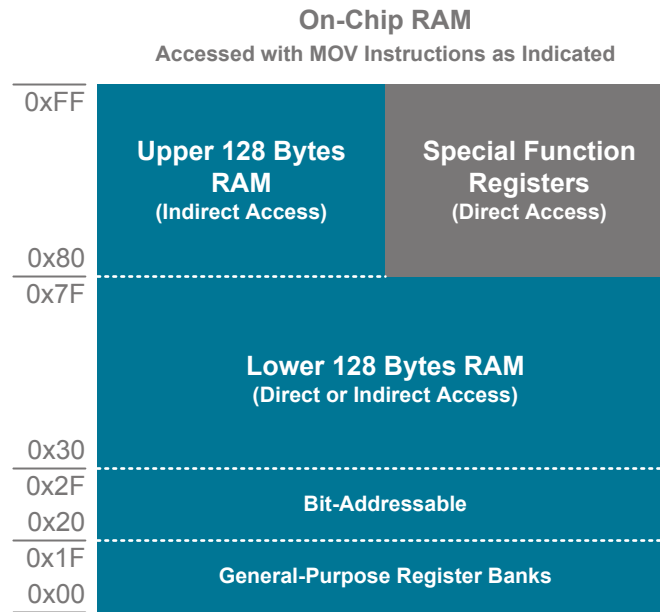 On-Chip RAM
Accessed with MOV Instructions as Indicated
0xFF
Upper 128 Bytes
RAM
(Indirect Access)
Special Function
Registers
(Direct Access)
0x80
0x7F
Lower 128 Bytes RAM
(Direct or Indirect Access)
0x30
0x2F
Bit-Addressable
0x20
0x1F
General-Purpose Register Banks
0x00